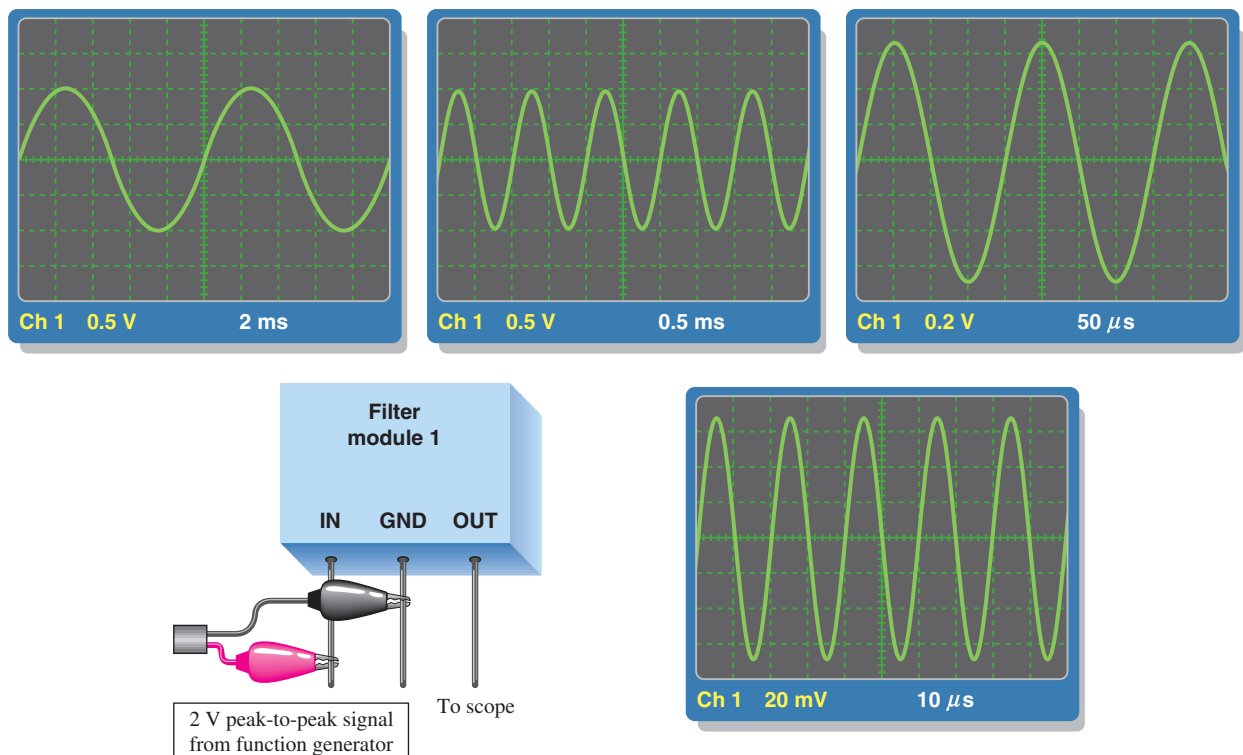 Ch 1 0.5 V 2 ms
Ch 1 0.5 V 0.5 ms
Ch 1 0.2 V 50 μs
Filter
module 1
IN GND OUT
To scope
2 V peak-to-peak signal
from function generator
Ch 1 20 mV 10 μs